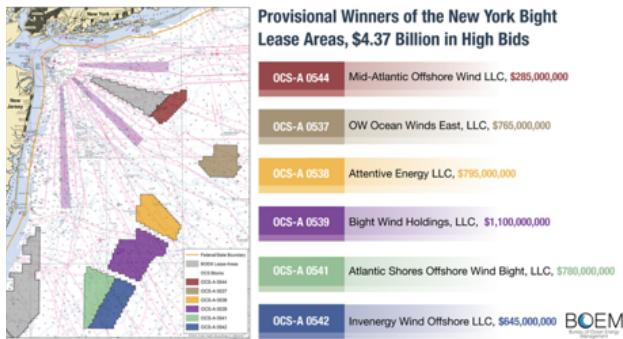 Provisional Winners of the New York Bight
Lease Areas, $4.37 Billion in High Bids
OCS-A 0544 Mid-Atlantic Offshore Wind LLC, $285,000,000
OCS-A 0537 OW Ocean Winds East, LLC, $765,000,000
OCS-A 0538 Attentive Energy LLC, $795,000,000
OCS-A 0539 Bight Wind Holdings, LLC, $1,100,000,000
OCS-A 0541 Atlantic Shores Offshore Wind Bight, LLC, $780,000,000
OCS-A 0542 Invenergy Wind Offshore LLC, $645,000,000
BOEM
Bureau of Ocean Energy
Management
New York
New
Jersey
Federal/State Boundary
BOEM Lease Areas
OCS Blocks
OCS-A-0544
OCS-A-0537
OCS-A-0538
OCS-A-0539
OCS-A-0541
OCS-A-0542